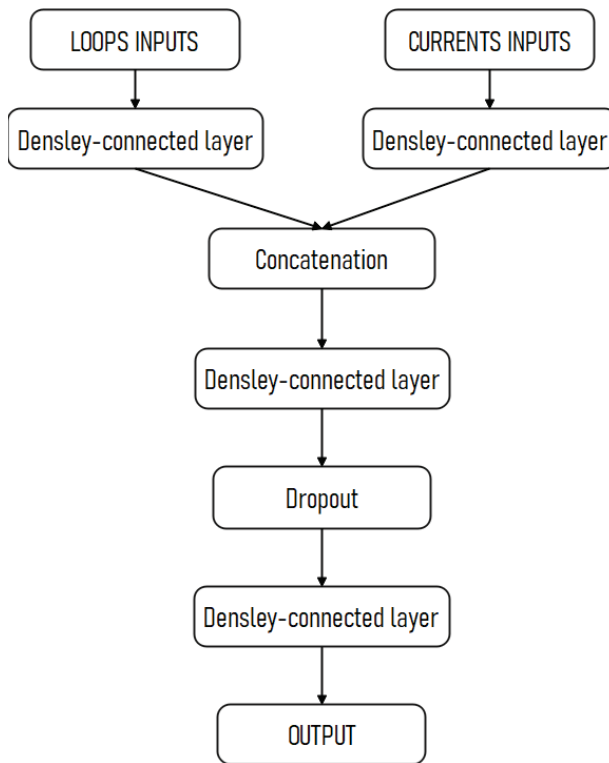 LOOPS INPUTS
CURRENTS INPUTS
Densley-connected layer
Densley-connected layer
Concatenation
Densley-connected layer
Dropout
Densley-connected layer
OUTPUT